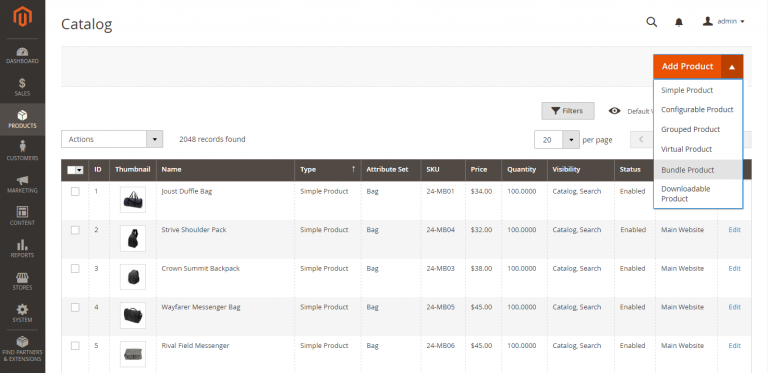 Catalog
admin
DASHBOARD
$
SALES
PRODUCTS
CUSTOMERS
MARKETING
CONTENT
REPORTS
STORES
SYSTEM
FIND PARTNERS
& EXTENSIONS
Add Product
Simple Product
Configurable Product
Grouped Product
Virtual Product
Bundle Product
Downloadable
Product
Filters
Default
Actions
2048 records found
20
per page
ID Thumbnail Name Type ↑ Attribute Set SKU Price Quantity Visibility Status
1 Joust Duffle Bag Simple Product Bag 24-MB01 $34.00 100.0000 Catalog, Search Enabled
2 Strive Shoulder Pack Simple Product Bag 24-MB04 $32.00 100.0000 Catalog, Search Enabled Main Website Edit
3 Crown Summit Backpack Simple Product Bag 24-MB03 $38.00 100.0000 Catalog, Search Enabled Main Website Edit
4 Wayfarer Messenger Bag Simple Product Bag 24-MB05 $45.00 100.0000 Catalog, Search Enabled Main Website Edit
5 Rival Field Messenger Simple Product Bag 24-MB06 $45.00 100.0000 Catalog, Search Enabled Main Website Edit